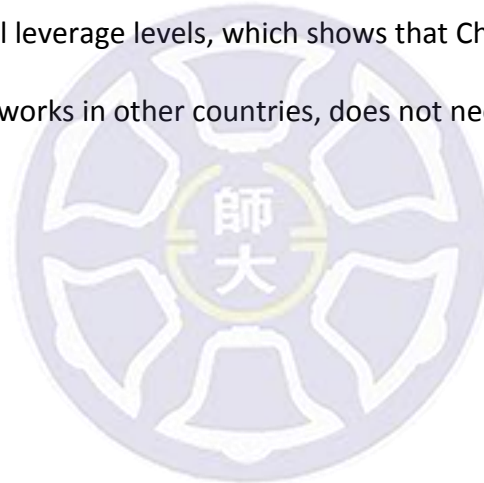 l leverage levels, which shows that Ch
works in other countries, does not ne
師
大